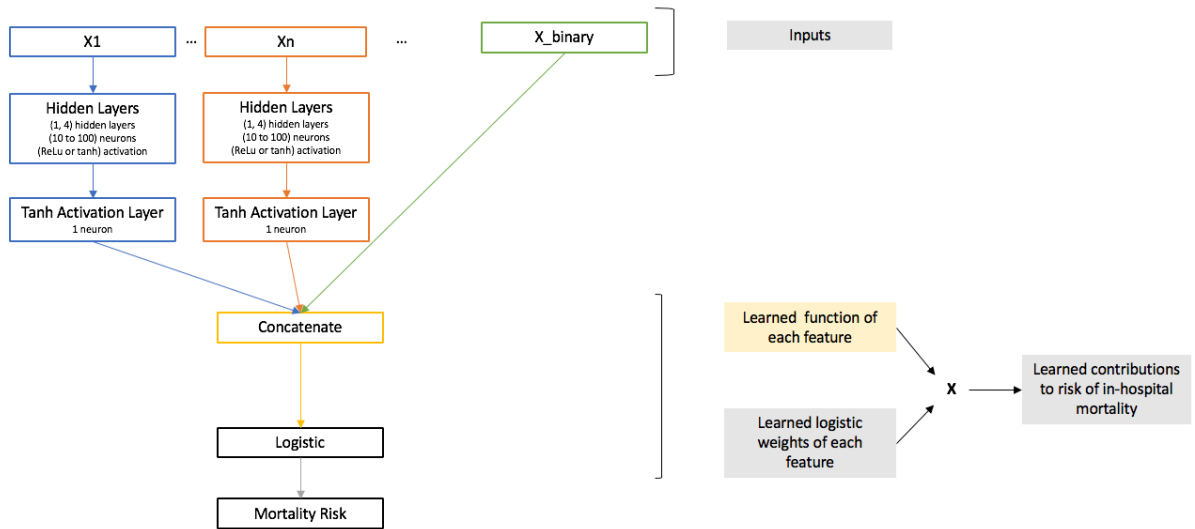 X1
...
Xn
...
X_binary
Inputs
Hidden Layers
(1, 4) hidden layers
(10 to 100) neurons
(ReLu or tanh) activation
Hidden Layers
(1, 4) hidden layers
(10 to 100) neurons
(ReLu or tanh) activation
Tanh Activation Layer
1 neuron
Tanh Activation Layer
1 neuron
Concatenate
Logistic
Mortality Risk
Learned function of
each feature
X
Learned contributions
to risk of in-hospital
mortality
Learned logistic
weights of each
feature